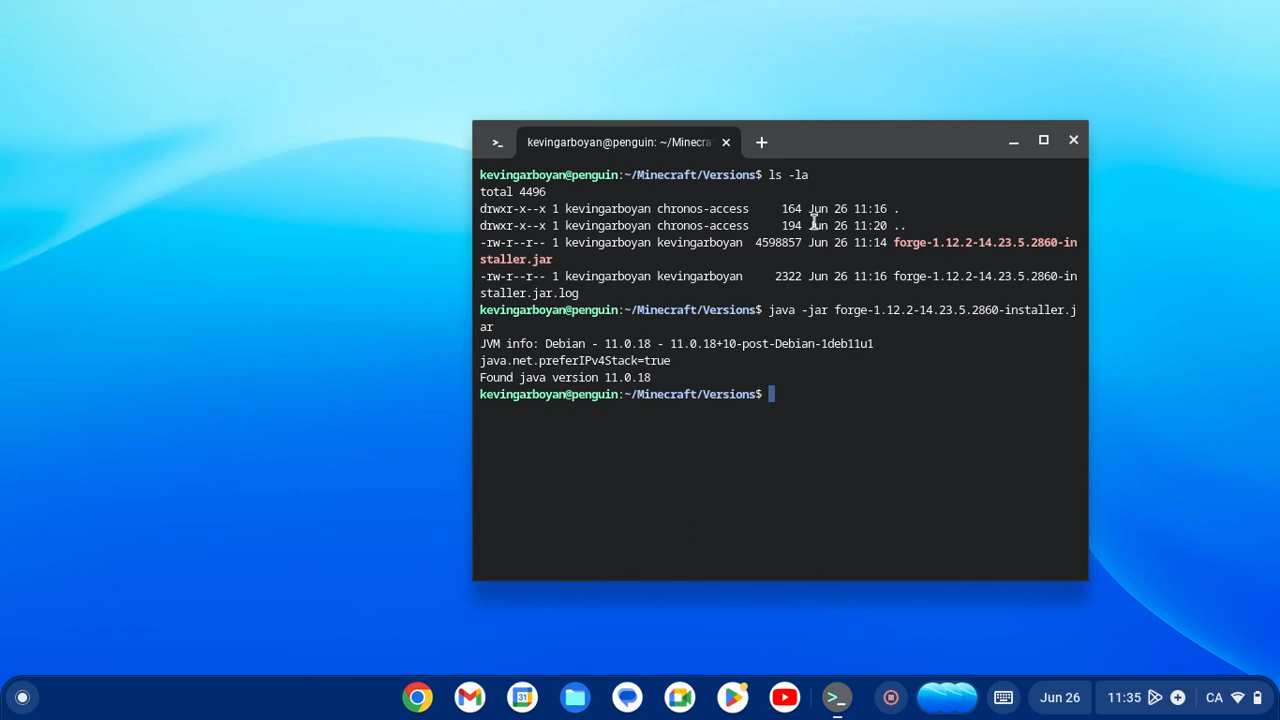 kevingarboyan@penguin: ~/Minecra
kevingarboyan@penguin:~/Minecraft/Versions$ ls -la
total 4496
drwxr-x--x 1 kevingarboyan chronos-access     164 Jun 26 11:16 .
drwxr-x--x 1 kevingarboyan chronos-access     194 Jun 26 11:20 ..
-rw-r--r-- 1 kevingarboyan kevingarboyan  4598857 Jun 26 11:14 forge-1.12.2-14.23.5.2860-in
staller.jar
-rw-r--r-- 1 kevingarboyan kevingarboyan     2322 Jun 26 11:16 forge-1.12.2-14.23.5.2860-in
staller.jar.log
kevingarboyan@penguin:~/Minecraft/Versions$ java -jar forge-1.12.2-14.23.5.2860-installer.j
ar
JVM info: Debian - 11.0.18 - 11.0.18+10-post-Debian-1deb11u1
java.net.preferIPv4Stack=true
Found java version 11.0.18
kevingarboyan@penguin:~/Minecraft/Versions$
31
Jun 26
11:35
CA